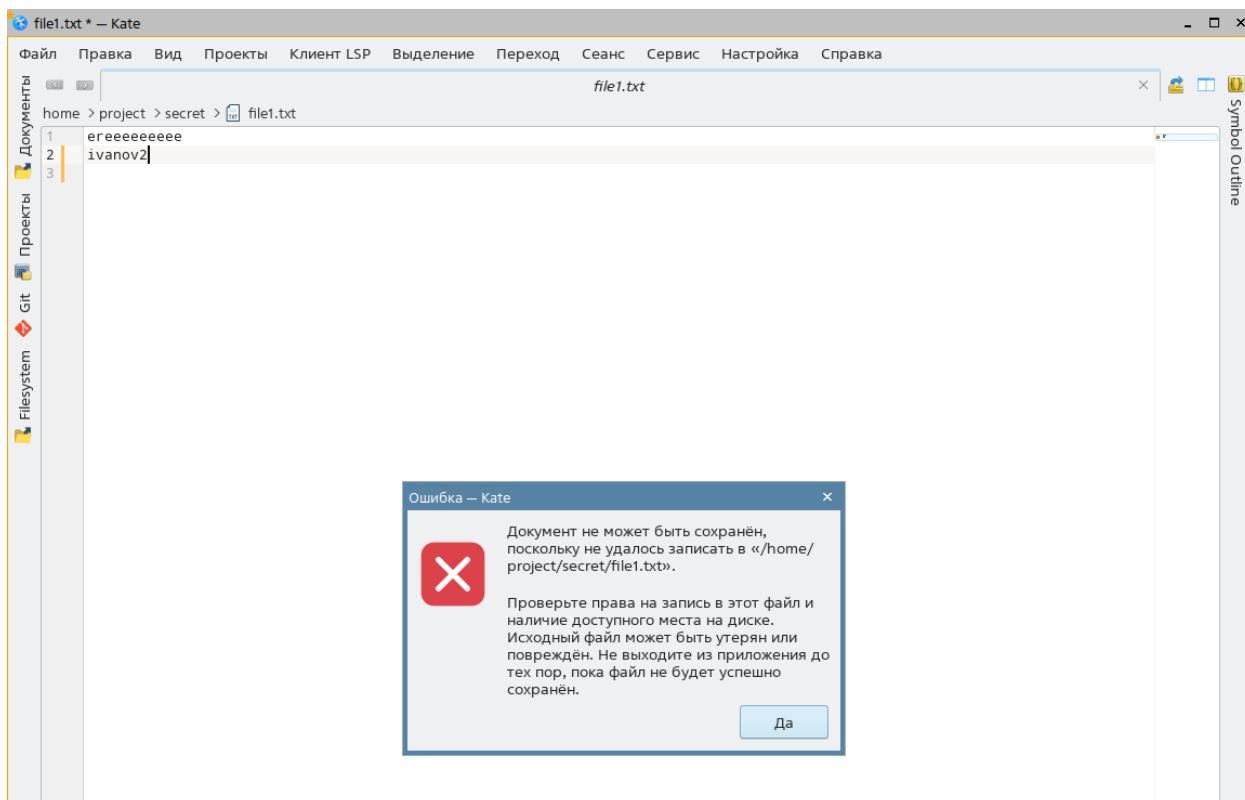 file1.txt * — Kate
Файл Правка Вид Проекты Клиент LSP Выделение Переход Сеанс Сервис Настройка Справка
file1.txt
home > project > secret > file1.txt
1 ereeeeeeeee
2 ivanov2
3
Документы
Проекты
Git
Filesystem
Symbol Outline
Ошибка — Kate
Документ не может быть сохранён,
поскольку не удалось записать в «/home/
project/secret/file1.txt».
Проверьте права на запись в этот файл и
наличие доступного места на диске.
Исходный файл может быть утерян или
повреждён. Не выходите из приложения до
тех пор, пока файл не будет успешно
сохранён.
Да